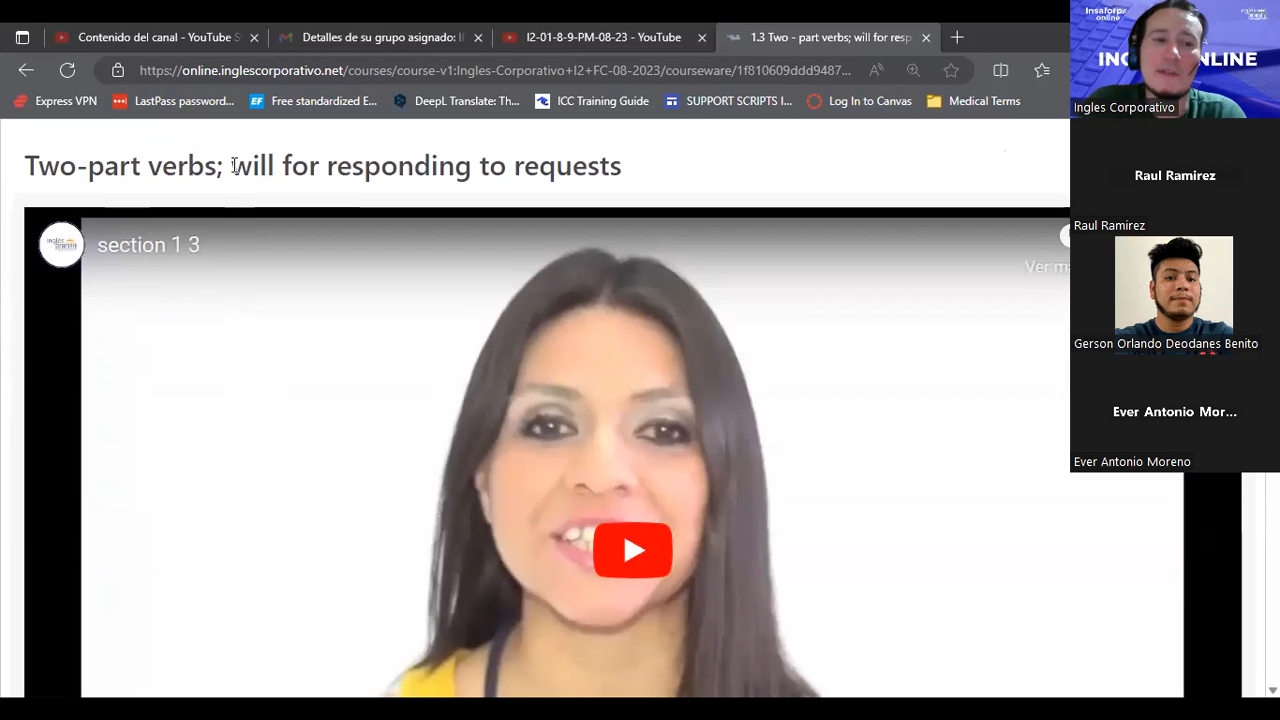 Contenido del canal - YouTube S
Detalles de su grupo asignado: I
I2-01-8-9-PM-08-23 - YouTube
1.3 Two - part verbs; will for resp
https://online.inglescorporativo.net/courses/course-v1:Ingles-Corporativo+I2+FC-08-2023/courseware/1f810609ddd9487...
Express VPN
LastPass password...
Free standardized E...
DeepL Translate: Th...
ICC Training Guide
SUPPORT SCRIPTS I...
Log In to Canvas
Medical Terms
Two-part verbs; will for responding to requests
section 1 3
Ver m
Insaforp
online
INGL
NLINE
Ingles Corporativo
Raul Ramirez
Raul Ramirez
Gerson Orlando Deodanes Benito
Ever Antonio Mor...
Ever Antonio Moreno